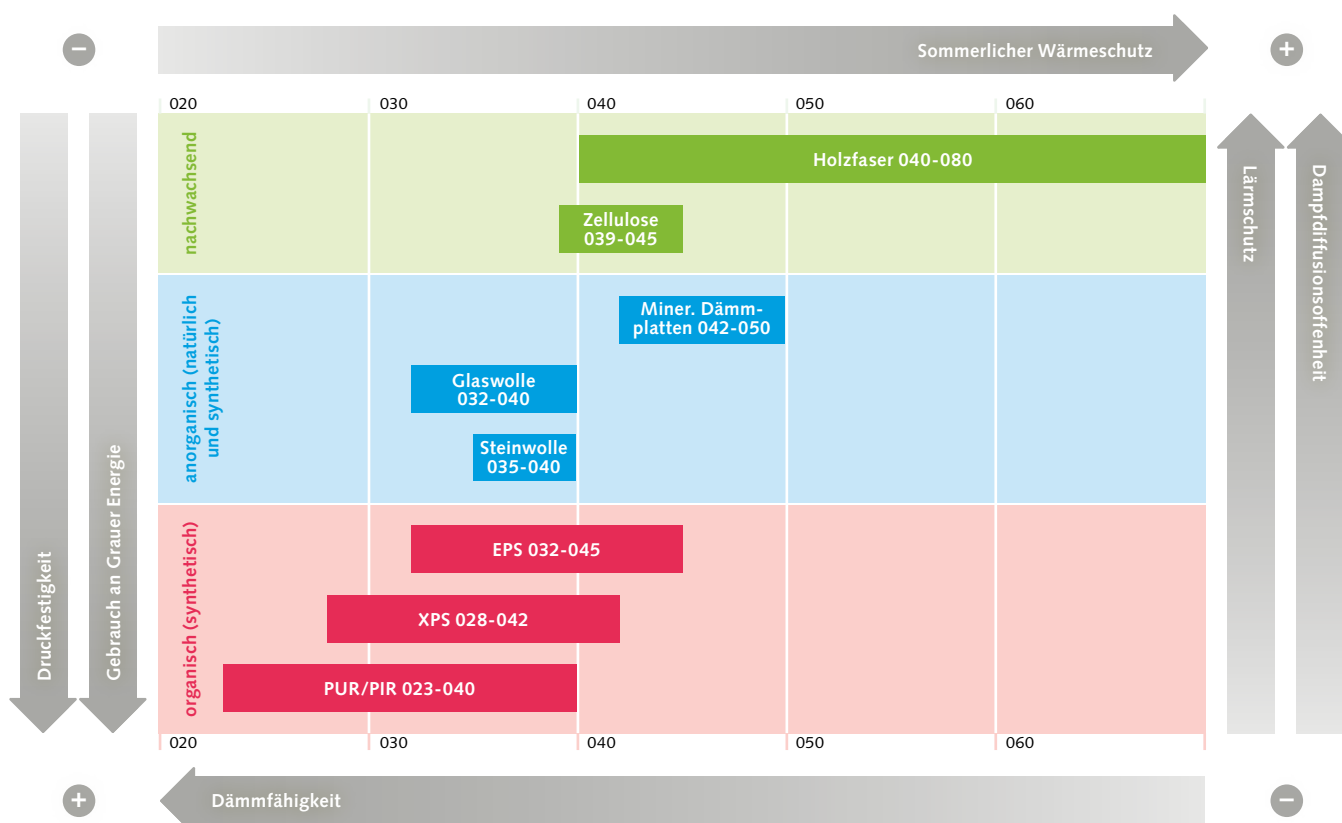 −
Sommerlicher Wärmeschutz
+
020 030 040 050 060
nachwachsend
Holzfaser 040-080
Zellulose
039-045
Lärmschutz
Dampfdiffusionsoffenheit
anorganisch (natürlich
und synthetisch)
Miner. Dämm-
platten 042-050
Glaswolle
032-040
Steinwolle
035-040
Druckfestigkeit
Gebrauch an Grauer Energie
organisch (synthetisch)
EPS 032-045
XPS 028-042
PUR/PIR 023-040
020 030 040 050 060
+
Dämmfähigkeit
−